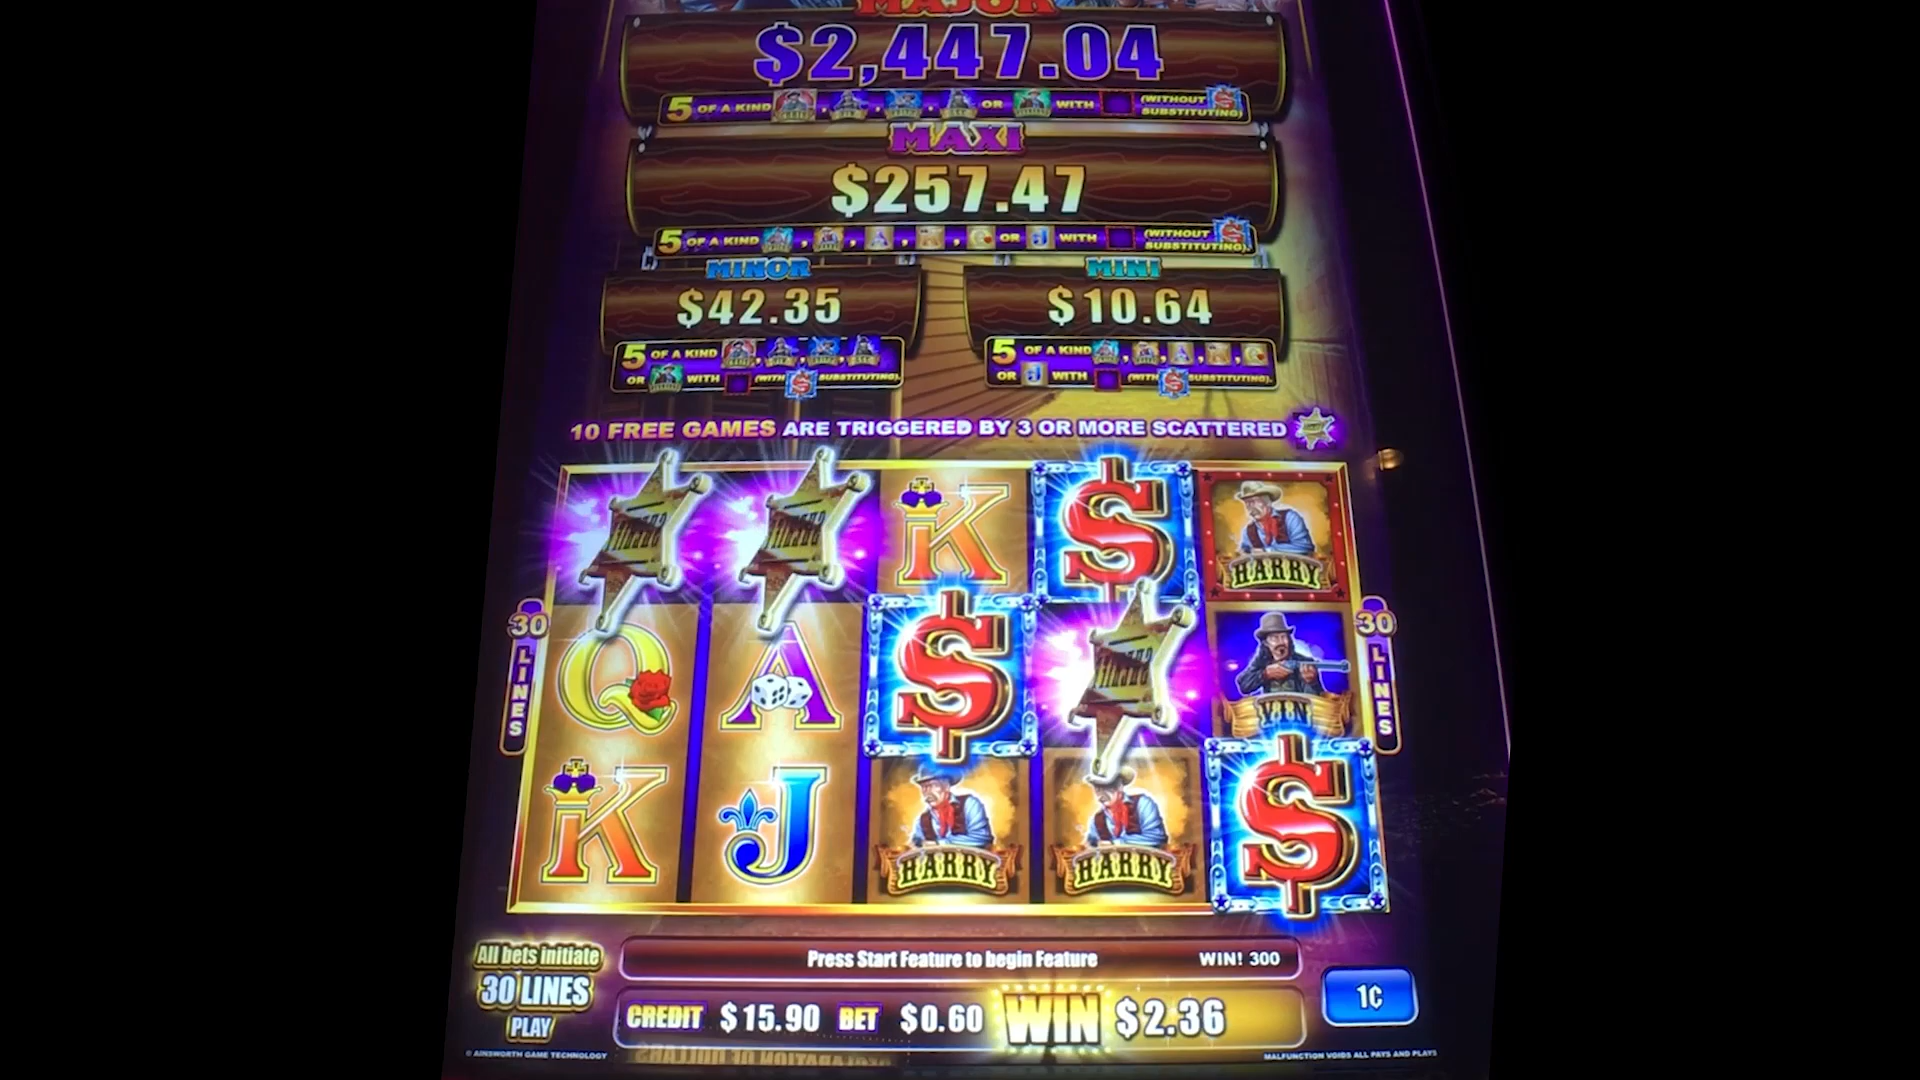 MAJOR
$2,447.04
5 OF A KIND , , , OR WITH (WITHOUT $ SUBSTITUTING)
MAXI
$257.47
5 OF A KIND , , , , OR J WITH (WITHOUT $ SUBSTITUTING).
MINOR
$42.35
5 OF A KIND , , ,
OR WITH (WITH $ SUBSTITUTING)
MINI
$10.64
5 OF A KIND , , , ,
OR J WITH (WITH $ SUBSTITUTING).
10 FREE GAMES ARE TRIGGERED BY 3 OR MORE SCATTERED
K $ HARRY
30 LINES
Q A $ VIN
30 LINES
K J HARRY HARRY $
All bets initiate
30 LINES
PLAY
Press Start Feature to begin Feature WIN! 300
CREDIT $15.90 BET $0.60 WIN $2.36
1¢
© AINSWORTH GAME TECHNOLOGY
MALFUNCTION VOIDS ALL PAYS AND PLAYS